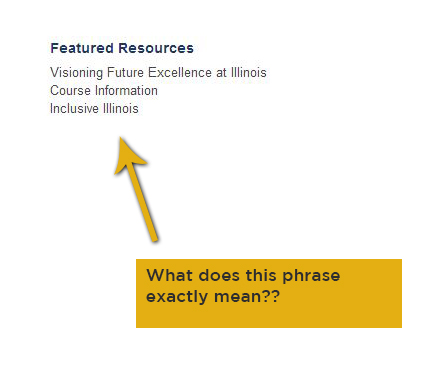 Featured Resources
Visioning Future Excellence at Illinois
Course Information
Inclusive Illinois
What does this phrase
exactly mean??